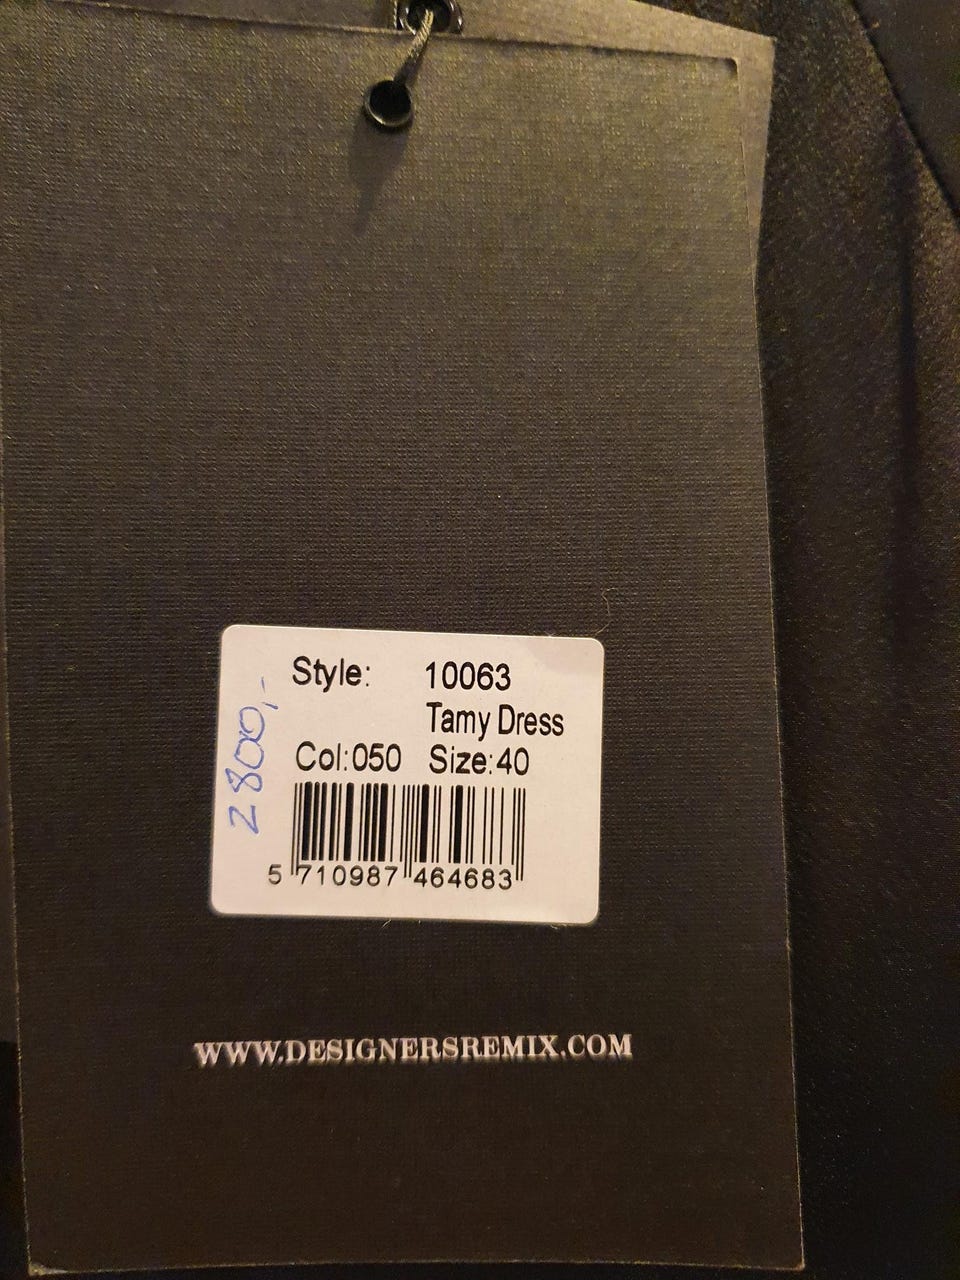 Style: 10063
Tamy Dress
Col:050 Size:40
2800,-
5 710987 464683
WWW.DESIGNERSREMIX.COM